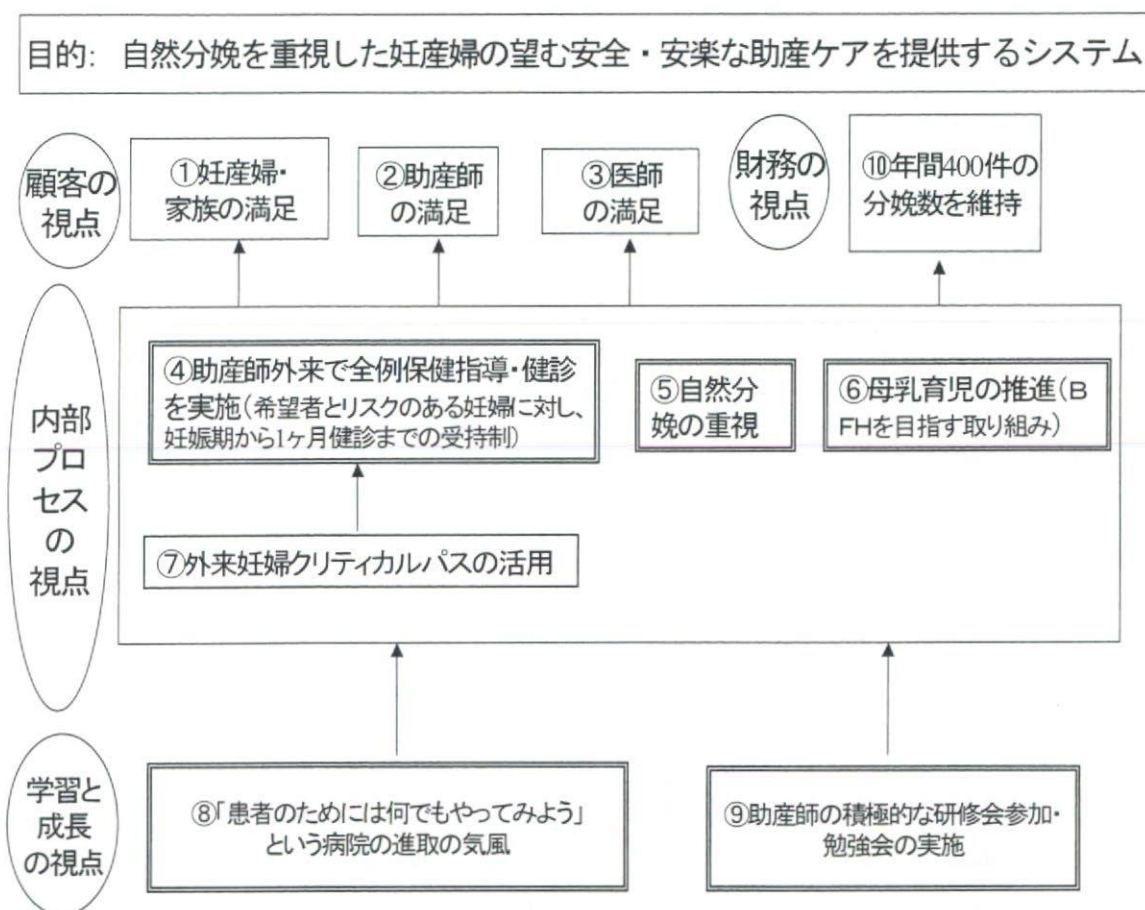 目的: 自然分娩を重視した妊産婦の望む安全・安楽な助産ケアを提供するシステム
顧客の
視点
①妊産婦・
家族の満足
②助産師
の満足
③医師
の満足
財務の
視点
⑩年間400件の
分娩数を維持
内部
プロ
セス
の
視点
④助産師外来で全例保健指導・健診
を実施(希望者とリスクのある妊婦に対し、
妊娠期から1ヶ月健診までの受持制)
⑤自然分
娩の重視
⑥母乳育児の推進(B
FHを目指す取り組み)
⑦外来妊婦クリティカルパスの活用
学習と
成長
の視点
⑧「患者のためには何でもやってみよう」
という病院の進取の気風
⑨助産師の積極的な研修会参加・
勉強会の実施